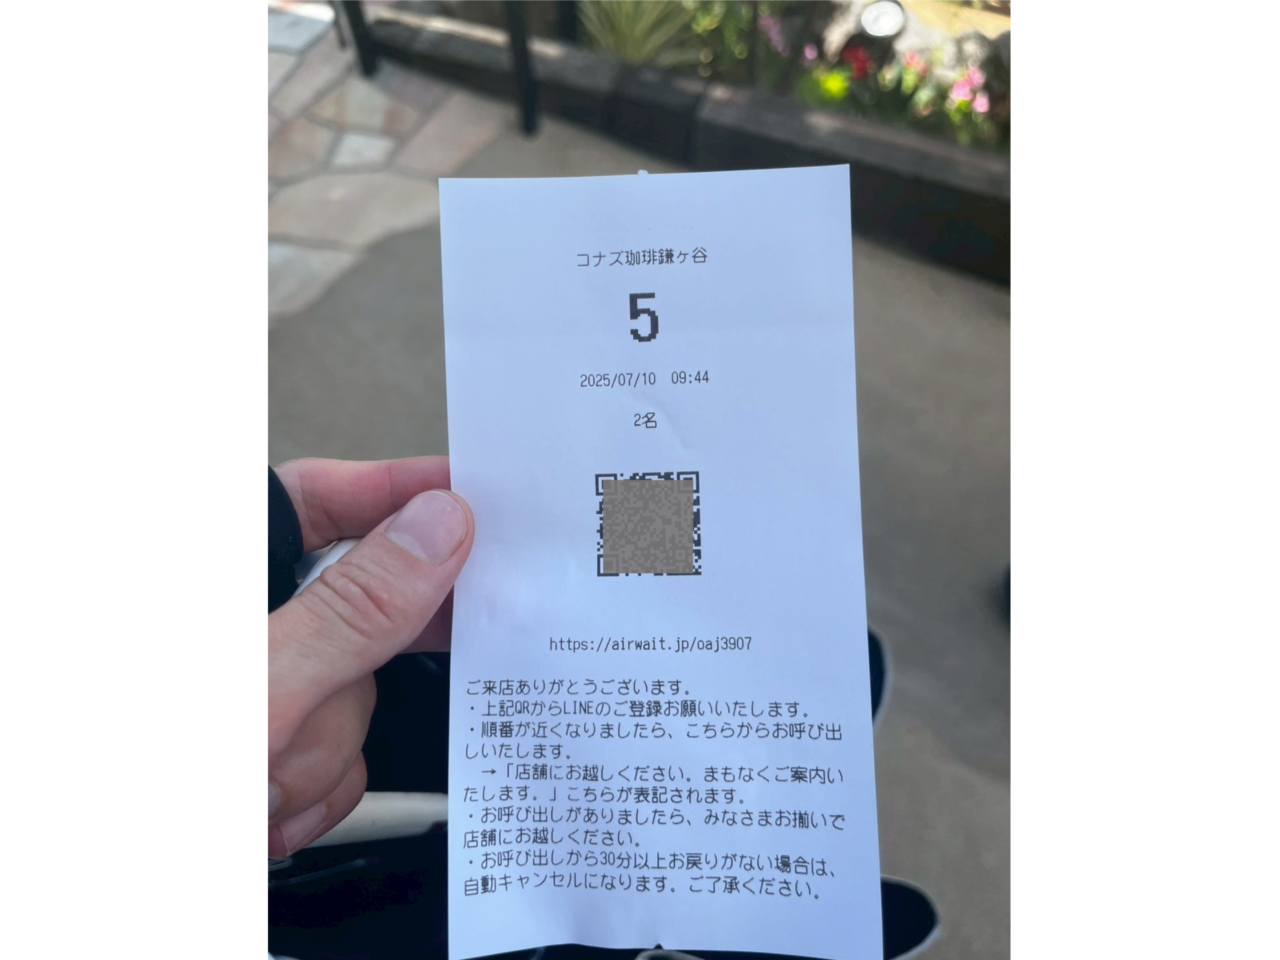 コナズ珈琲鎌ヶ谷
5
2025/07/10 09:44
2名
https://airwait.jp/oaj3907
ご来店ありがとうございます。
・上記QRからLINEのご登録お願いいたします。
・順番が近くなりましたら、こちらからお呼び出
しいたします。
→「店舗にお越しください。まもなくご案内い
たします。」こちらが表記されます。
・お呼び出しがありましたら、みなさまお揃いで
店舗にお越しください。
・お呼び出しから30分以上お戻りがない場合は、
自動キャンセルになります。ご了承ください。